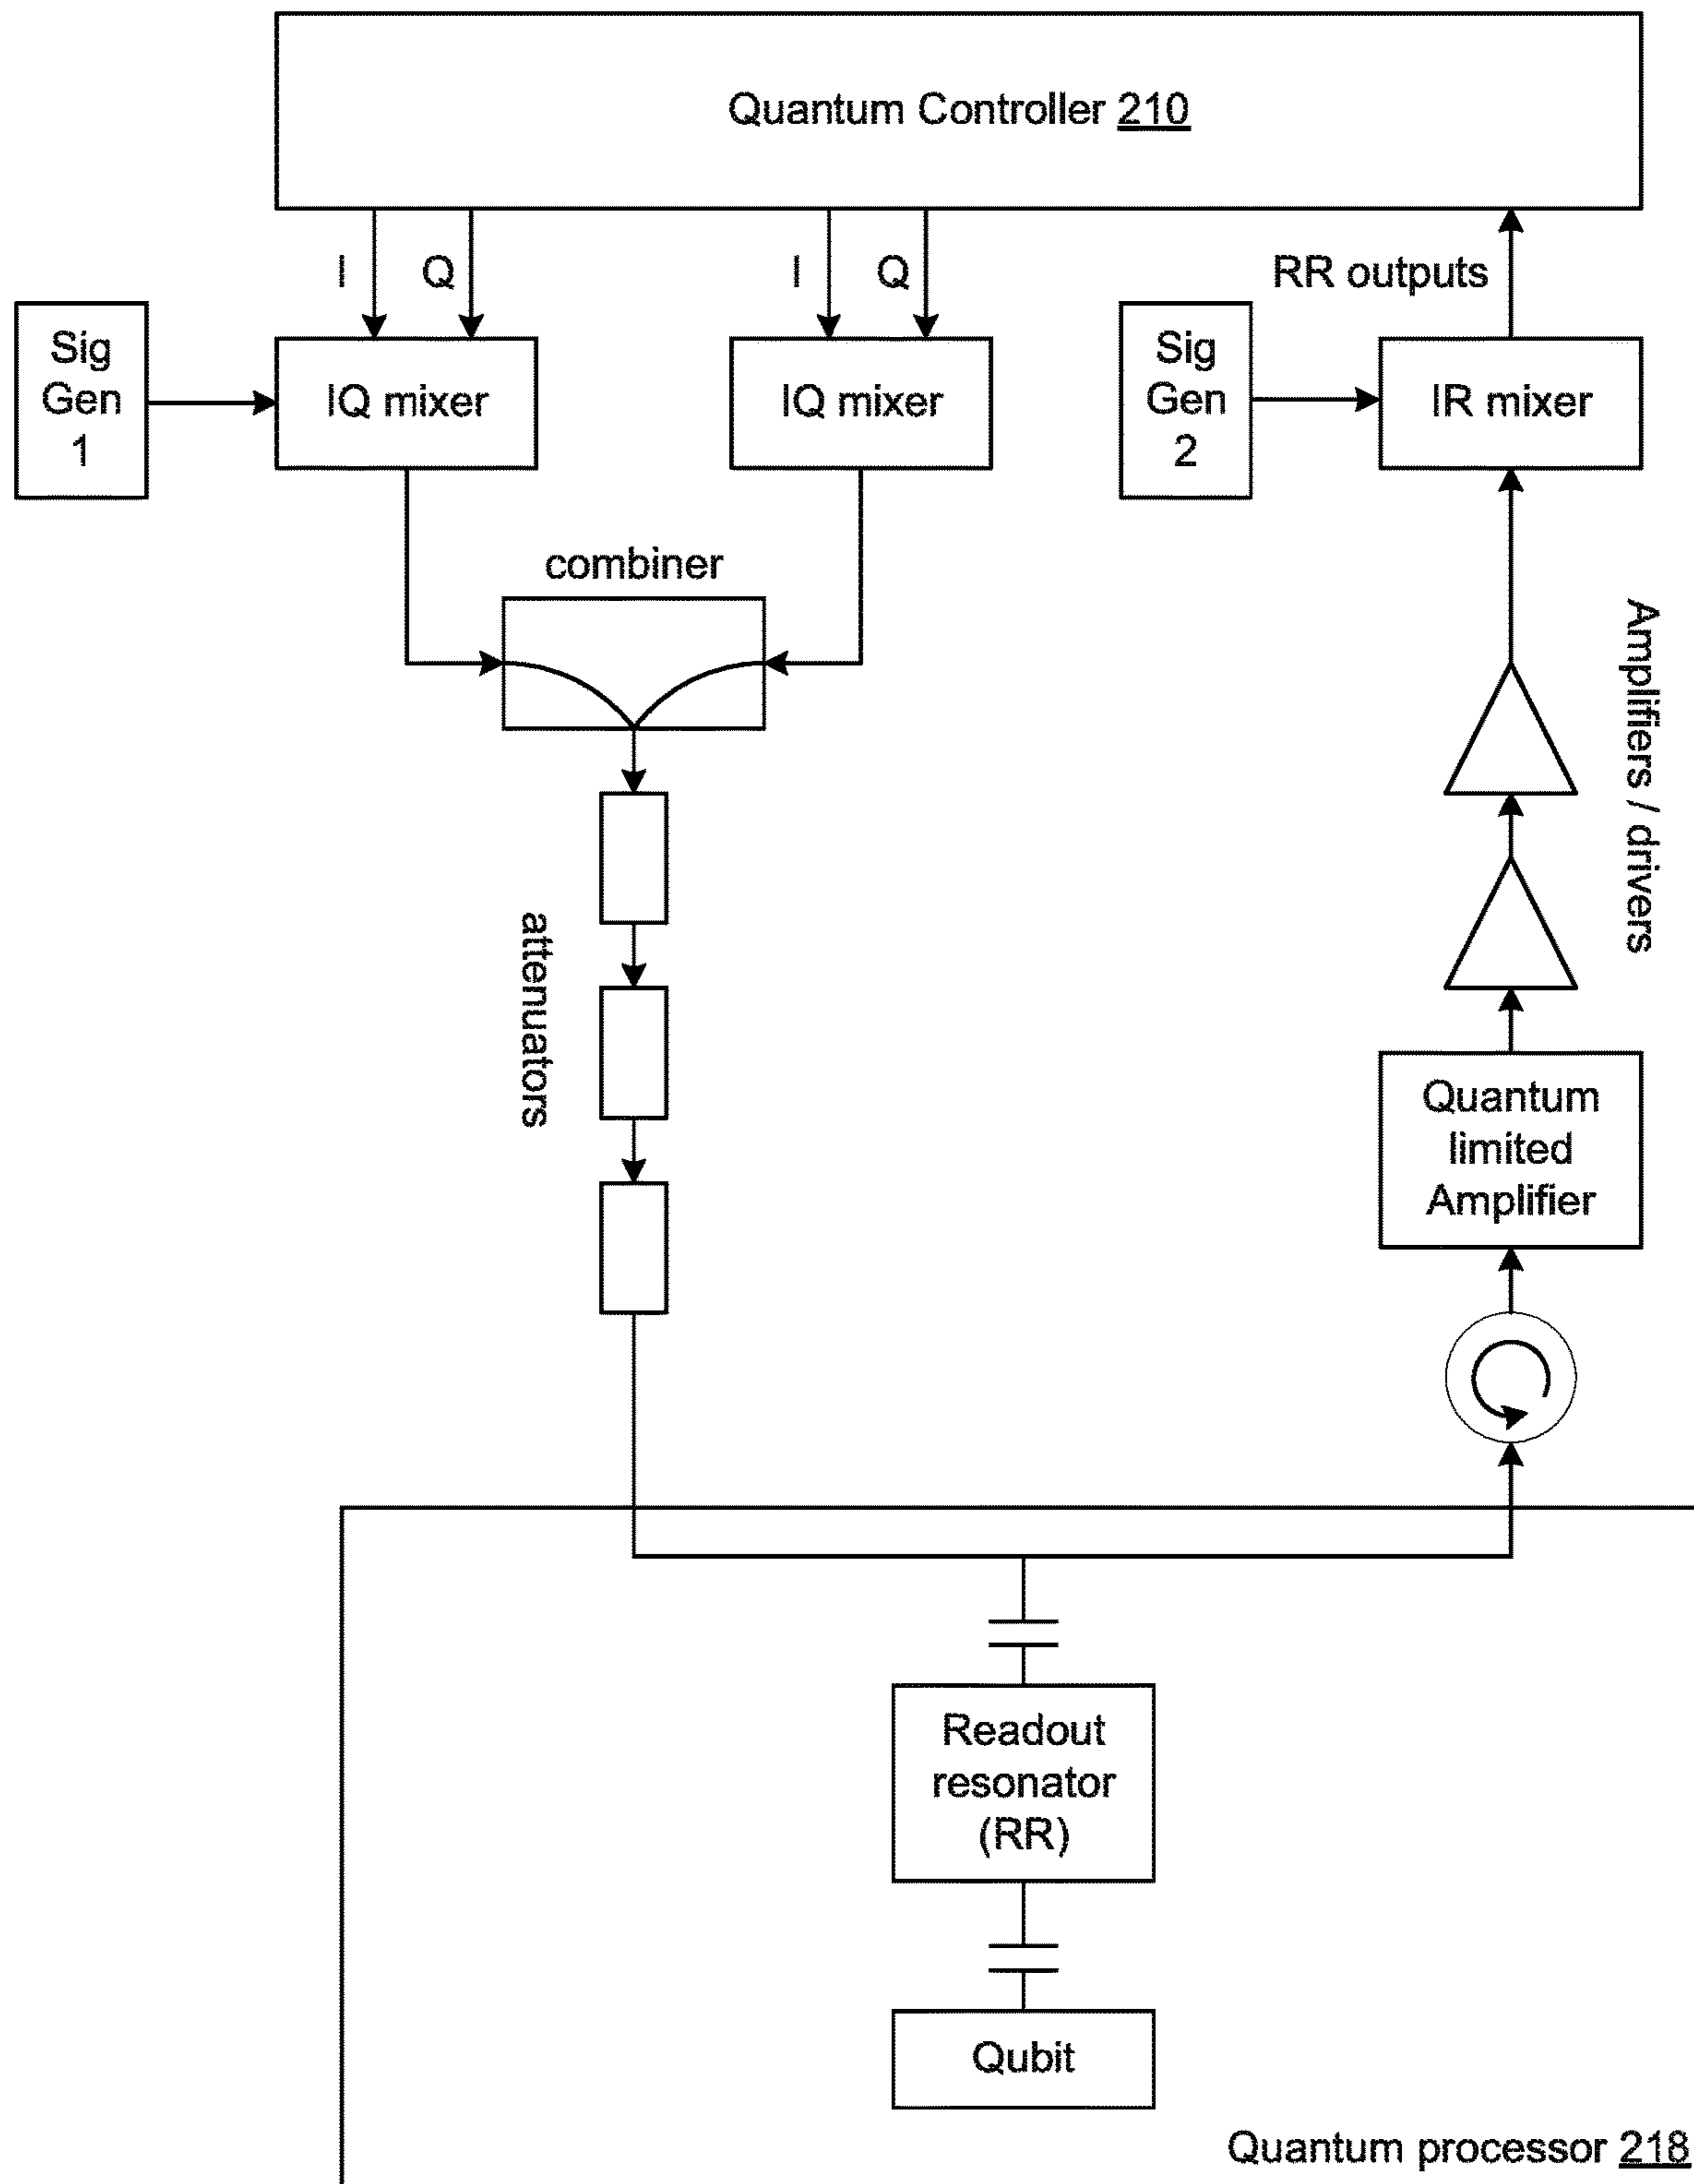 Quantum Controller 210
I
Q
I
Q
RR outputs
Sig
Gen
1
IQ mixer
IQ mixer
Sig
Gen
2
IR mixer
combiner
Amplifiers / drivers
attenuators
Quantum
limited
Amplifier
Readout
resonator
(RR)
Qubit
Quantum processor 218